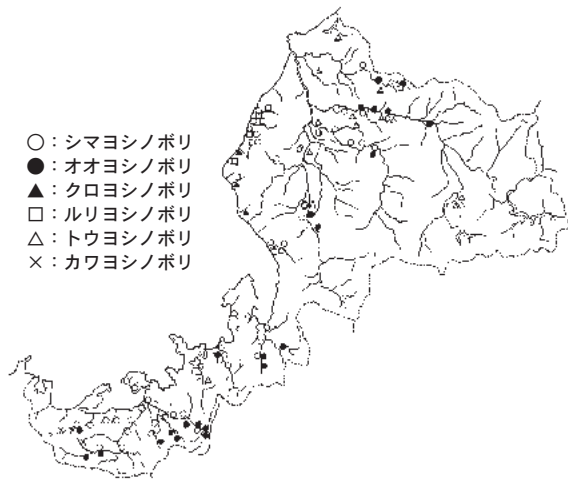 ○：シマヨシノボリ
●：オオヨシノボリ
▲：クロヨシノボリ
□：ルリヨシノボリ
△：トウヨシノボリ
×：カワヨシノボリ